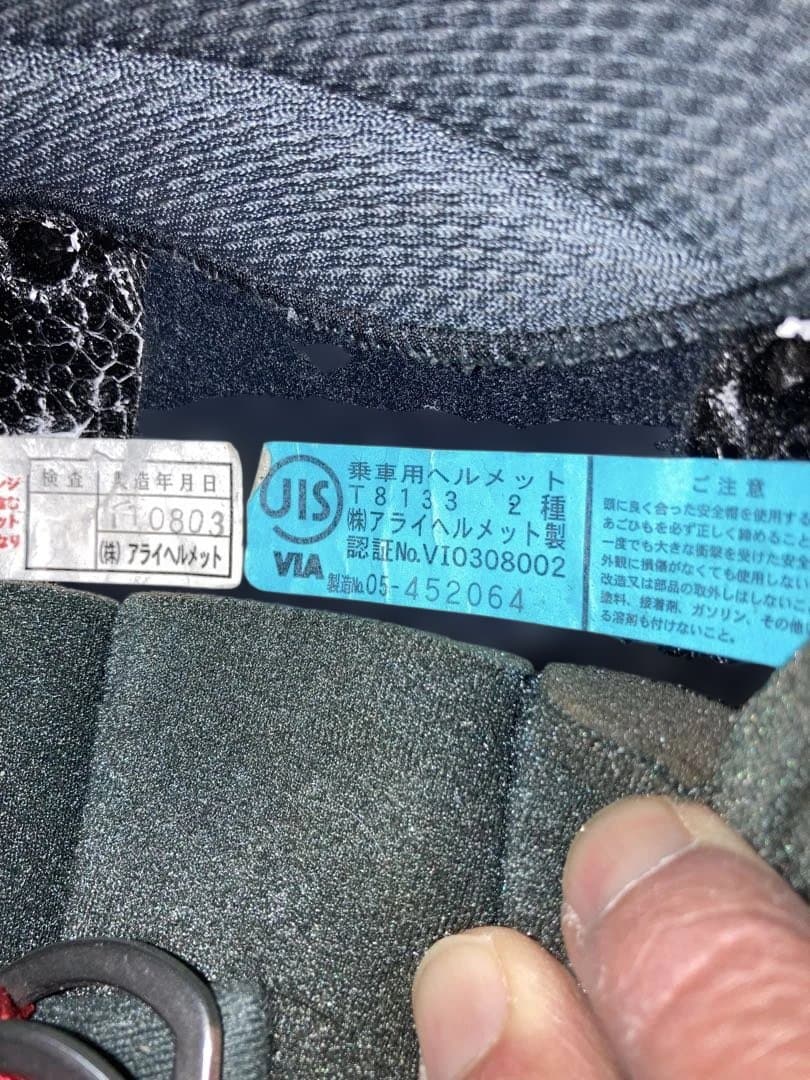 ンジ
ット
なり
検査
製造年月日
110803
(株) アライヘルメット
JIS
VIA
乗車用ヘルメット
T8133 2種
(株)アライヘルメット製
認証No.VI0308002
製造No.05-452064
ご注意
頭に良く合った安全帽を使用す
あごひもを必ず正しく締めること
一度でも大きな衝撃を受けた安全
外観に損傷がなくても使用しない
改造又は部品の取外しはしないこ
塗料、接着剤、ガソリン、その他
る溶剤も付けないこと。